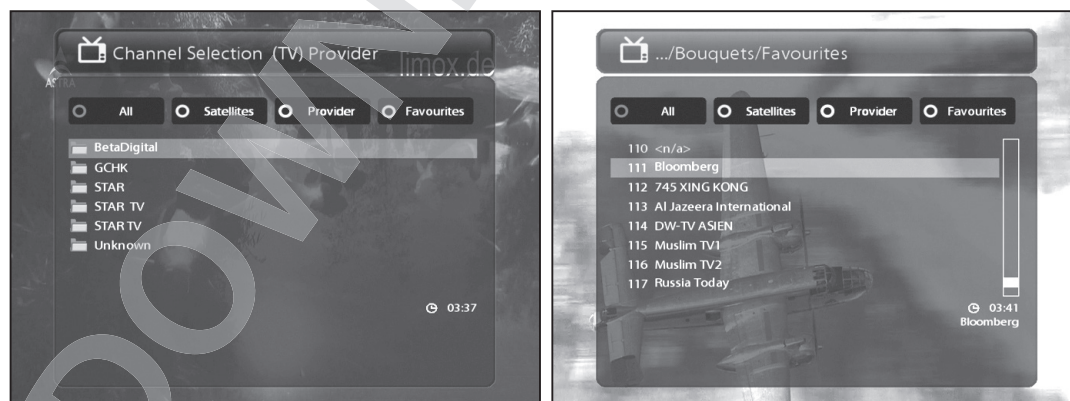 Channel Selection (TV) Provider
limox.de
ASTRA
All Satellites Provider Favourites
BetaDigital
GCHK
STAR
STAR TV
STAR TV
Unknown
03:37
.../Bouquets/Favourites
All Satellites Provider Favourites
110 <n/a>
111 Bloomberg
112 745 XING KONG
113 Al Jazeera International
114 DW-TV ASIEN
115 Muslim TV1
116 Muslim TV2
117 Russia Today
03:41
Bloomberg